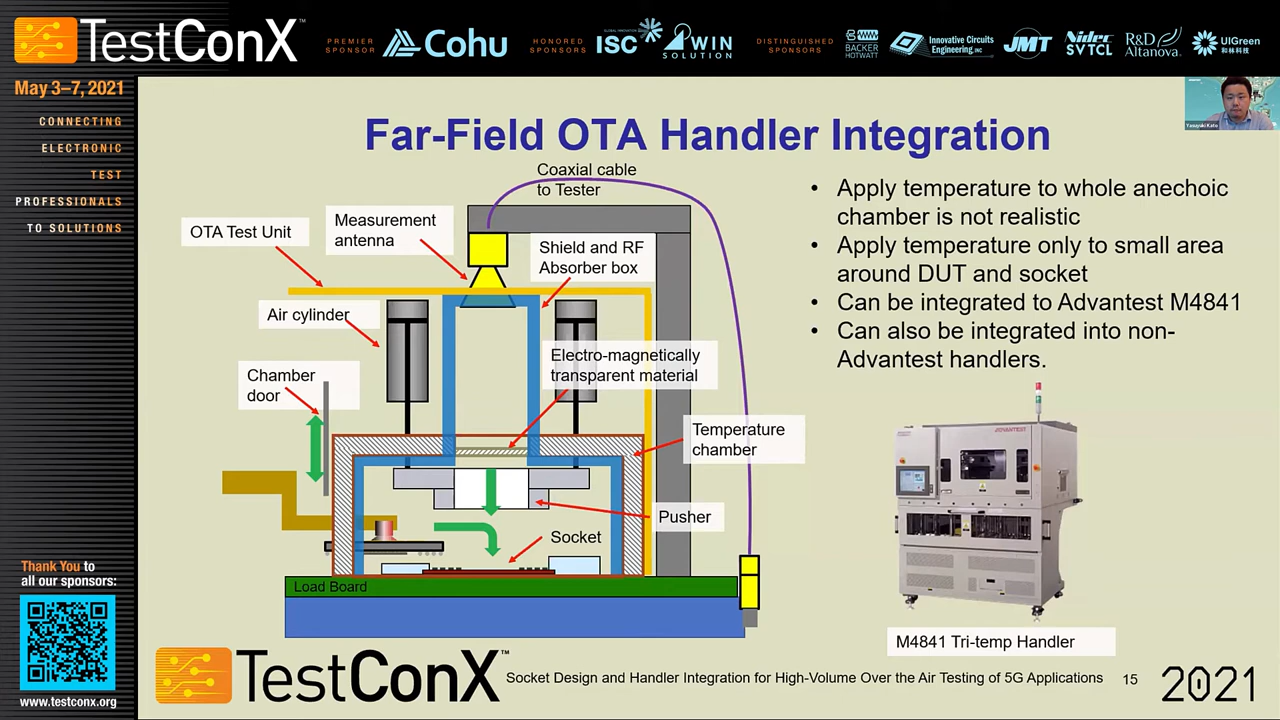 TestConX
PREMIER SPONSOR
Cohu
HONORED SPONSORS
ISC
WIN SOLUTION
DISTINGUISHED SPONSORS
BACKER HOTWATT
Innovative Circuits Engineering, INC
JMT
Nidec SV TCL
R&D Altanova
UIGreen
May 3–7, 2021
CONNECTING
ELECTRONIC
TEST
PROFESSIONALS
TO SOLUTIONS
Yasuyuki Kato
Far-Field OTA Handler Integration
Coaxial cable
to Tester
Measurement
antenna
OTA Test Unit
Shield and RF
Absorber box
Air cylinder
Electro-magnetically
transparent material
Chamber
door
Temperature
chamber
Pusher
Socket
Load Board
• Apply temperature to whole anechoic
chamber is not realistic
• Apply temperature only to small area
around DUT and socket
• Can be integrated to Advantest M4841
• Can also be integrated into non-
Advantest handlers.
ADVANTEST
M4841 Tri-temp Handler
Thank You to
all our sponsors:
www.testconx.org
TestConX
Socket Design and Handler Integration for High-Volume Over the Air Testing of 5G Applications
15
2021